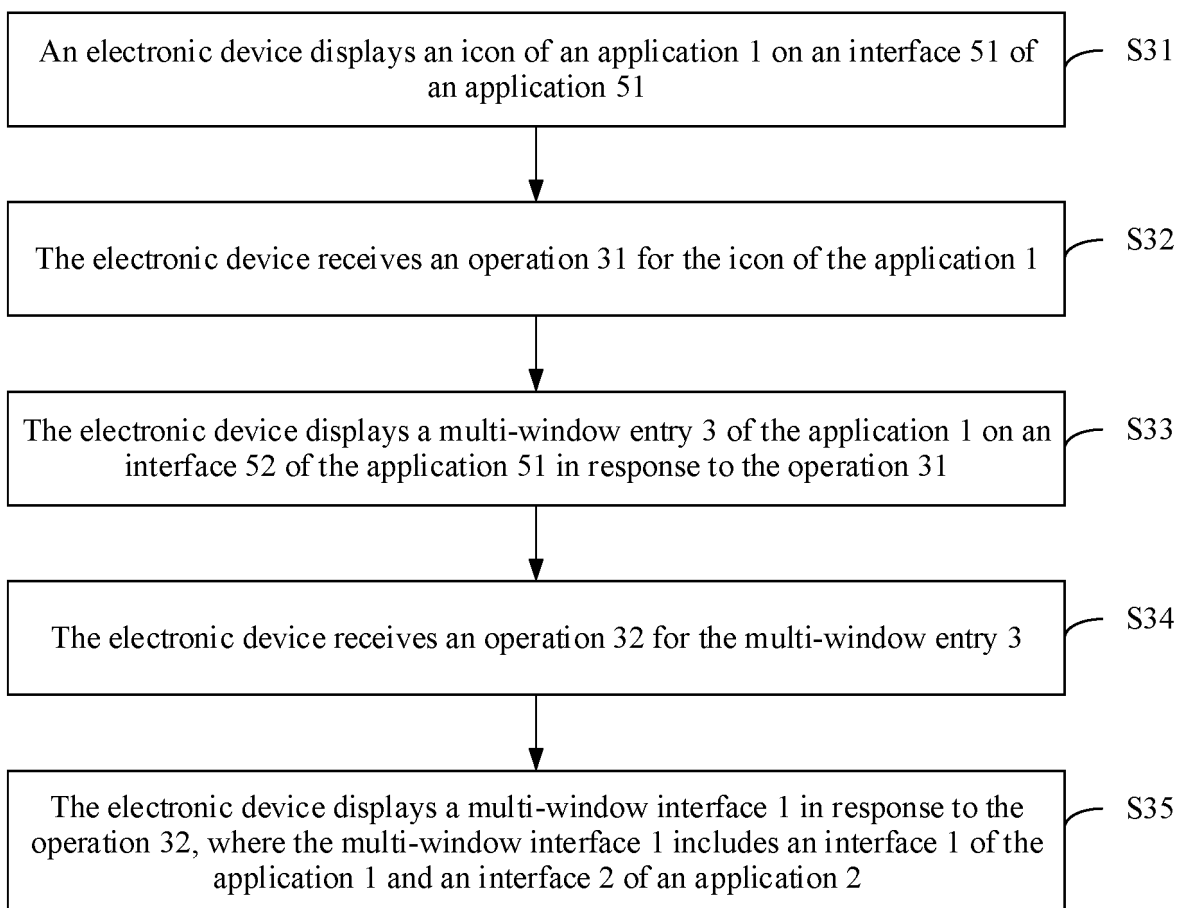 An electronic device displays an icon of an application 1 on an interface 51 of
an application 51
S31
The electronic device receives an operation 31 for the icon of the application 1
S32
The electronic device displays a multi-window entry 3 of the application 1 on an
interface 52 of the application 51 in response to the operation 31
S33
The electronic device receives an operation 32 for the multi-window entry 3
S34
The electronic device displays a multi-window interface 1 in response to the
operation 32, where the multi-window interface 1 includes an interface 1 of the
application 1 and an interface 2 of an application 2
S35